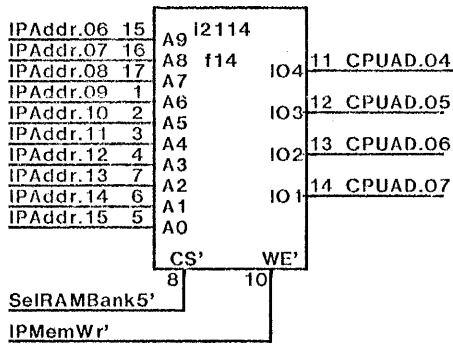 i2114
f14
IPAddr.06 15 A9
IPAddr.07 16 A8
IPAddr.08 17 A7
IPAddr.09 1 A6
IPAddr.10 2 A5
IPAddr.11 3 A4
IPAddr.12 4 A3
IPAddr.13 7 A2
IPAddr.14 6 A1
IPAddr.15 5 A0
IO4 11 CPUAD.04
IO3 12 CPUAD.05
IO2 13 CPUAD.06
IO1 14 CPUAD.07
CS' WE'
8 10
SelRAMBank5'
IPMemWr'